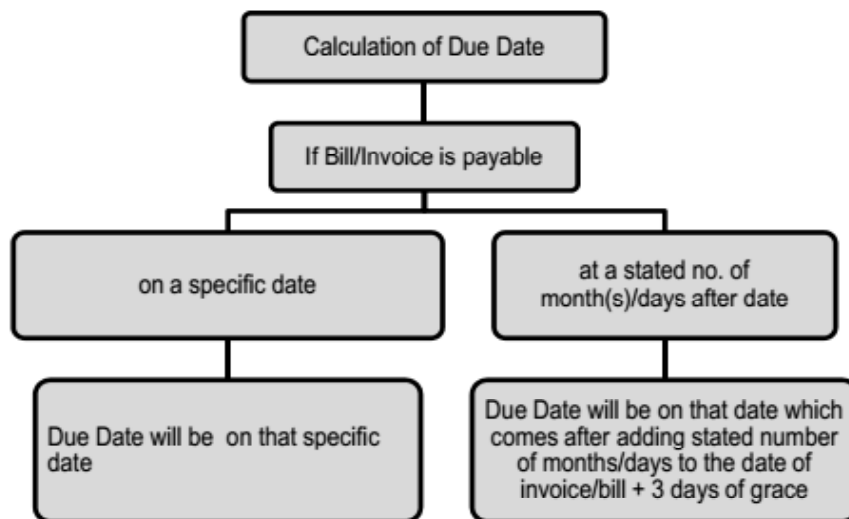 Calculation of Due Date
If Bill/Invoice is payable
on a specific date
at a stated no. of
month(s)/days after date
Due Date will be on that specific
date
Due Date will be on that date which
comes after adding stated number
of months/days to the date of
invoice/bill + 3 days of grace